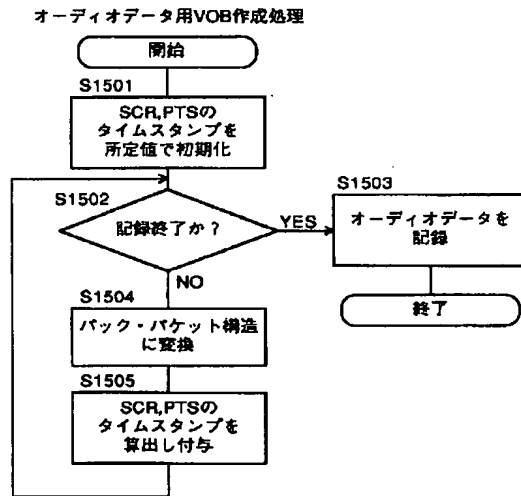 オーディオデータ用VOB作成処理
開始
S1501
SCR,PTSの
タイムスタンプを
所定値で初期化
S1502
記録終了か?
YES
NO
S1503
オーディオデータを
記録
終了
S1504
パック・パケット構造
に変換
S1505
SCR,PTSの
タイムスタンプを
算出し付与